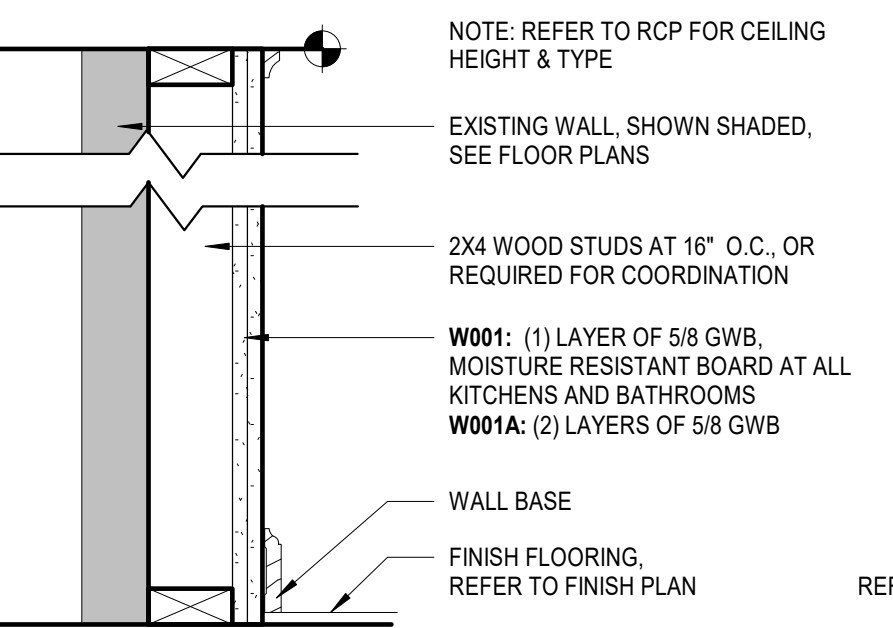 NOTE: REFER TO RCP FOR CEILING
HEIGHT & TYPE
EXISTING WALL, SHOWN SHADED,
SEE FLOOR PLANS
2X4 WOOD STUDS AT 16" O.C., OR
REQUIRED FOR COORDINATION
W001: (1) LAYER OF 5/8 GWB,
MOISTURE RESISTANT BOARD AT ALL
KITCHENS AND BATHROOMS
W001A: (2) LAYERS OF 5/8 GWB
WALL BASE
FINISH FLOORING,
REFER TO FINISH PLAN